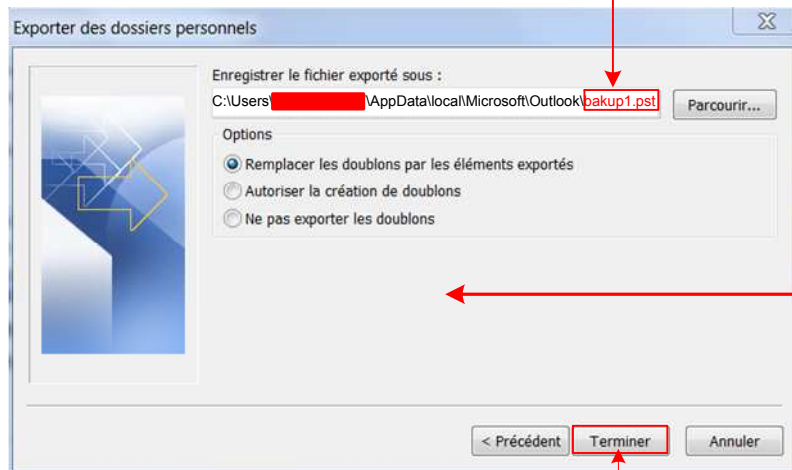 Exporter des dossiers personnels
Enregistrer le fichier exporté sous :
C:\Users\ \AppData\local\Microsoft\Outlook\bakup1.pst
Parcourir...
Options
Remplacer les doublons par les éléments exportés
Autoriser la création de doublons
Ne pas exporter les doublons
< Précédent
Terminer
Annuler